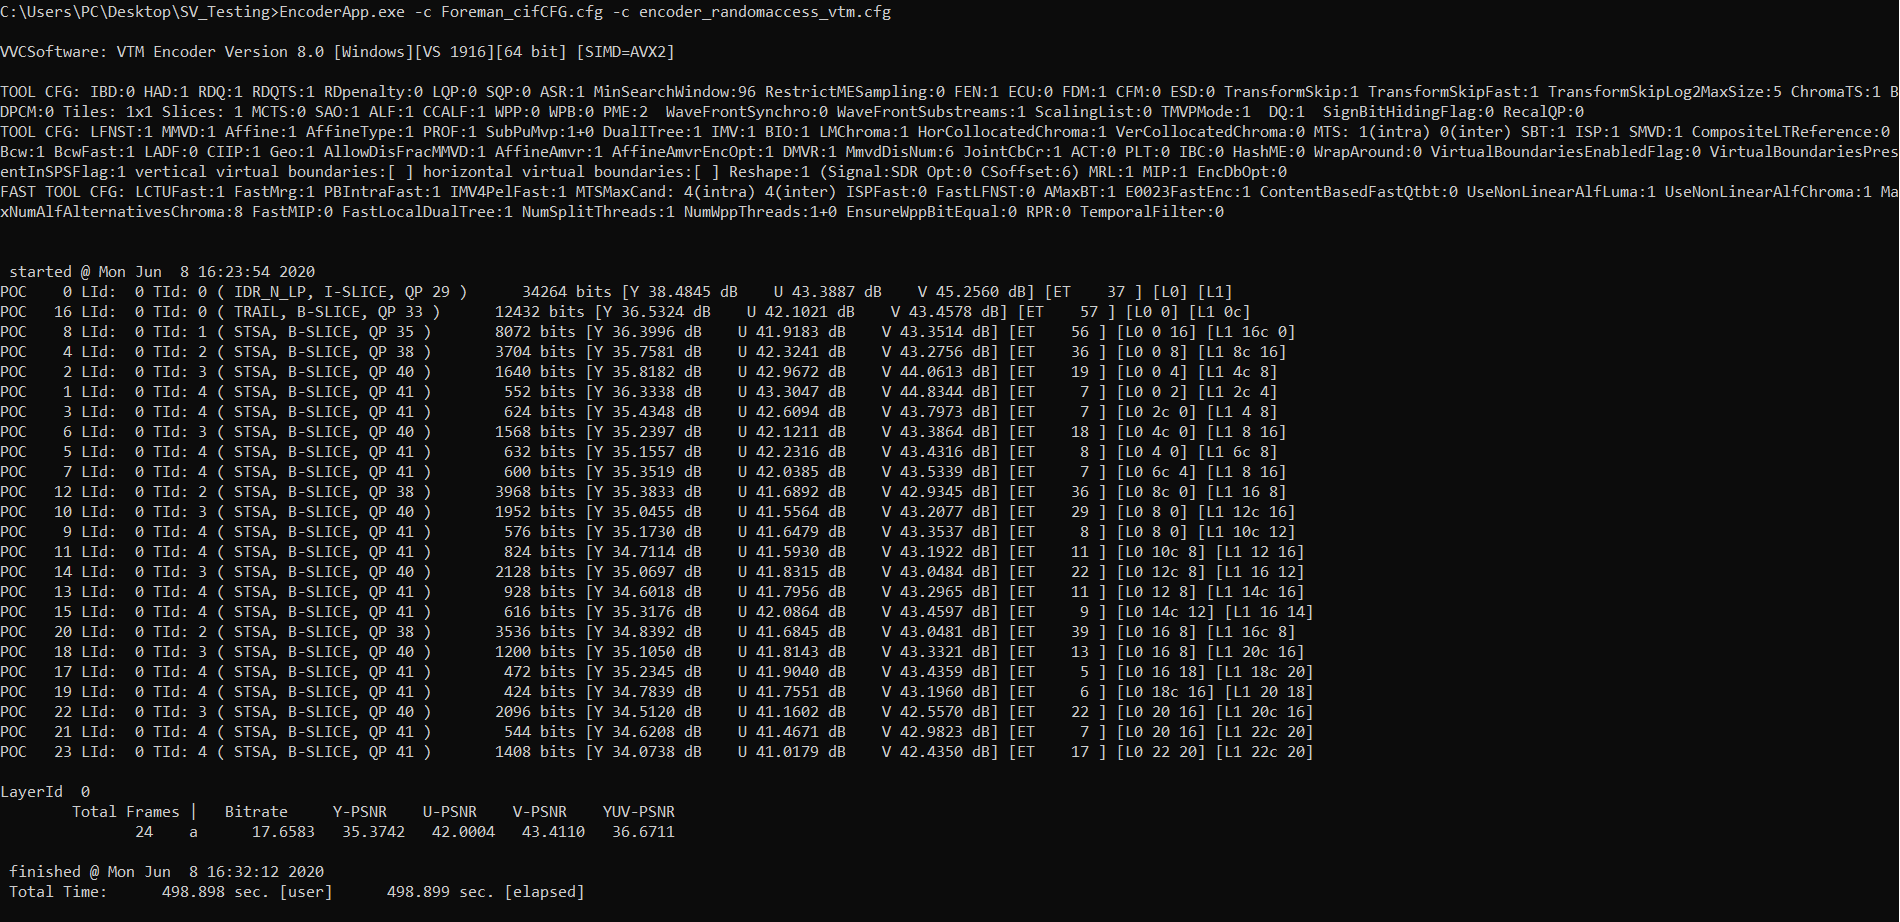 C:\Users\PC\Desktop\SV_Testing>EncoderApp.exe -c Foreman_cifCFG.cfg -c encoder_randomaccess_vtm.cfg
VVCSoftware: VTM Encoder Version 8.0 [Windows][VS 1916][64 bit] [SIMD=AVX2]
TOOL CFG: IBD:0 HAD:1 RDQ:1 RDQTS:1 RDpenalty:0 LQP:0 SQP:0 ASR:1 MinSearchWindow:96 RestrictMESampling:0 FEN:1 ECU:0 FDM:1 CFM:0 ESD:0 TransformSkip:1 TransformSkipFast:1 TransformSkipLog2MaxSize:5 ChromaTS:1 B
DPCM:0 Tiles: 1x1 Slices: 1 MCTS:0 SAO:1 ALF:1 CCALF:1 WPP:0 WPB:0 PME:2  WaveFrontSynchro:0 WaveFrontSubstreams:1 ScalingList:0 TMVPMode:1  DQ:1  SignBitHidingFlag:0 RecalQP:0
TOOL CFG: LFNST:1 MMVD:1 Affine:1 AffineType:1 PROF:1 SubPuMvp:1+0 DualITree:1 IMV:1 BIO:1 LMChroma:1 HorCollocatedChroma:1 VerCollocatedChroma:0 MTS: 1(intra) 0(inter) SBT:1 ISP:1 SMVD:1 CompositeLTReference:0
Bcw:1 BcwFast:1 LADF:0 CIIP:1 Geo:1 AllowDisFracMMVD:1 AffineAmvr:1 AffineAmvrEncOpt:1 DMVR:1 MmvdDisNum:6 JointCbCr:1 ACT:0 PLT:0 IBC:0 HashME:0 WrapAround:0 VirtualBoundariesEnabledFlag:0 VirtualBoundariesPres
entInSPSFlag:1 vertical virtual boundaries:[ ] horizontal virtual boundaries:[ ] Reshape:1 (Signal:SDR Opt:0 CSoffset:6) MRL:1 MIP:1 EncDbOpt:0
FAST TOOL CFG: LCTUFast:1 FastMrg:1 PBIntraFast:1 IMV4PelFast:1 MTSMaxCand: 4(intra) 4(inter) ISPFast:0 FastLFNST:0 AMaxBT:1 E0023FastEnc:1 ContentBasedFastQtbt:0 UseNonLinearAlfLuma:1 UseNonLinearAlfChroma:1 Ma
xNumAlfAlternativesChroma:8 FastMIP:0 FastLocalDualTree:1 NumSplitThreads:1 NumWppThreads:1+0 EnsureWppBitEqual:0 RPR:0 TemporalFilter:0
started @ Mon Jun  8 16:23:54 2020
POC    0 LId:  0 TId: 0 ( IDR_N_LP, I-SLICE, QP 29 )      34264 bits [Y 38.4845 dB    U 43.3887 dB    V 45.2560 dB] [ET    37 ] [L0] [L1]
POC   16 LId:  0 TId: 0 ( TRAIL, B-SLICE, QP 33 )      12432 bits [Y 36.5324 dB    U 42.1021 dB    V 43.4578 dB] [ET    57 ] [L0 0] [L1 0c]
POC    8 LId:  0 TId: 1 ( STSA, B-SLICE, QP 35 )       8072 bits [Y 36.3996 dB    U 41.9183 dB    V 43.3514 dB] [ET    56 ] [L0 0 16] [L1 16c 0]
POC    4 LId:  0 TId: 2 ( STSA, B-SLICE, QP 38 )       3704 bits [Y 35.7581 dB    U 42.3241 dB    V 43.2756 dB] [ET    36 ] [L0 0 8] [L1 8c 16]
POC    2 LId:  0 TId: 3 ( STSA, B-SLICE, QP 40 )       1640 bits [Y 35.8182 dB    U 42.9672 dB    V 44.0613 dB] [ET    19 ] [L0 0 4] [L1 4c 8]
POC    1 LId:  0 TId: 4 ( STSA, B-SLICE, QP 41 )        552 bits [Y 36.3338 dB    U 43.3047 dB    V 44.8344 dB] [ET     7 ] [L0 0 2] [L1 2c 4]
POC    3 LId:  0 TId: 4 ( STSA, B-SLICE, QP 41 )        624 bits [Y 35.4348 dB    U 42.6094 dB    V 43.7973 dB] [ET     7 ] [L0 2c 0] [L1 4 8]
POC    6 LId:  0 TId: 3 ( STSA, B-SLICE, QP 40 )       1568 bits [Y 35.2397 dB    U 42.1211 dB    V 43.3864 dB] [ET    18 ] [L0 4c 0] [L1 8 16]
POC    5 LId:  0 TId: 4 ( STSA, B-SLICE, QP 41 )        632 bits [Y 35.1557 dB    U 42.2316 dB    V 43.4316 dB] [ET     8 ] [L0 4 0] [L1 6c 8]
POC    7 LId:  0 TId: 4 ( STSA, B-SLICE, QP 41 )        600 bits [Y 35.3519 dB    U 42.0385 dB    V 43.5339 dB] [ET     7 ] [L0 6c 4] [L1 8 16]
POC   12 LId:  0 TId: 2 ( STSA, B-SLICE, QP 38 )       3968 bits [Y 35.3833 dB    U 41.6892 dB    V 42.9345 dB] [ET    36 ] [L0 8c 0] [L1 16 8]
POC   10 LId:  0 TId: 3 ( STSA, B-SLICE, QP 40 )       1952 bits [Y 35.0455 dB    U 41.5564 dB    V 43.2077 dB] [ET    29 ] [L0 8 0] [L1 12c 16]
POC    9 LId:  0 TId: 4 ( STSA, B-SLICE, QP 41 )        576 bits [Y 35.1730 dB    U 41.6479 dB    V 43.3537 dB] [ET     8 ] [L0 8 0] [L1 10c 12]
POC   11 LId:  0 TId: 4 ( STSA, B-SLICE, QP 41 )        824 bits [Y 34.7114 dB    U 41.5930 dB    V 43.1922 dB] [ET    11 ] [L0 10c 8] [L1 12 16]
POC   14 LId:  0 TId: 3 ( STSA, B-SLICE, QP 40 )       2128 bits [Y 35.0697 dB    U 41.8315 dB    V 43.0484 dB] [ET    22 ] [L0 12c 8] [L1 16 12]
POC   13 LId:  0 TId: 4 ( STSA, B-SLICE, QP 41 )        928 bits [Y 34.6018 dB    U 41.7956 dB    V 43.2965 dB] [ET    11 ] [L0 12 8] [L1 14c 16]
POC   15 LId:  0 TId: 4 ( STSA, B-SLICE, QP 41 )        616 bits [Y 35.3176 dB    U 42.0864 dB    V 43.4597 dB] [ET     9 ] [L0 14c 12] [L1 16 14]
POC   20 LId:  0 TId: 2 ( STSA, B-SLICE, QP 38 )       3536 bits [Y 34.8392 dB    U 41.6845 dB    V 43.0481 dB] [ET    39 ] [L0 16 8] [L1 16c 8]
POC   18 LId:  0 TId: 3 ( STSA, B-SLICE, QP 40 )       1200 bits [Y 35.1050 dB    U 41.8143 dB    V 43.3321 dB] [ET    13 ] [L0 16 8] [L1 20c 16]
POC   17 LId:  0 TId: 4 ( STSA, B-SLICE, QP 41 )        472 bits [Y 35.2345 dB    U 41.9040 dB    V 43.4359 dB] [ET     5 ] [L0 16 18] [L1 18c 20]
POC   19 LId:  0 TId: 4 ( STSA, B-SLICE, QP 41 )        424 bits [Y 34.7839 dB    U 41.7551 dB    V 43.1960 dB] [ET     6 ] [L0 18c 16] [L1 20 18]
POC   22 LId:  0 TId: 3 ( STSA, B-SLICE, QP 40 )       2096 bits [Y 34.5120 dB    U 41.1602 dB    V 42.5570 dB] [ET    22 ] [L0 20 16] [L1 20c 16]
POC   21 LId:  0 TId: 4 ( STSA, B-SLICE, QP 41 )        544 bits [Y 34.6208 dB    U 41.4671 dB    V 42.9823 dB] [ET     7 ] [L0 20 16] [L1 22c 20]
POC   23 LId:  0 TId: 4 ( STSA, B-SLICE, QP 41 )       1408 bits [Y 34.0738 dB    U 41.0179 dB    V 42.4350 dB] [ET    17 ] [L0 22 20] [L1 22c 20]
LayerId  0
Total Frames |   Bitrate     Y-PSNR    U-PSNR    V-PSNR    YUV-PSNR
24    a      17.6583   35.3742   42.0004   43.4110   36.6711
finished @ Mon Jun  8 16:32:12 2020
Total Time:      498.898 sec. [user]      498.899 sec. [elapsed]